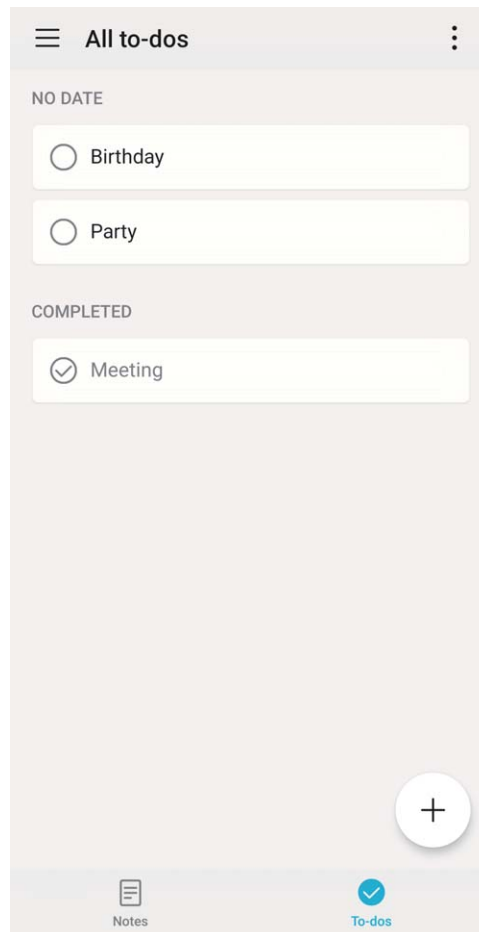 All to-dos
NO DATE
Birthday
Party
COMPLETED
Meeting
Notes
To-dos